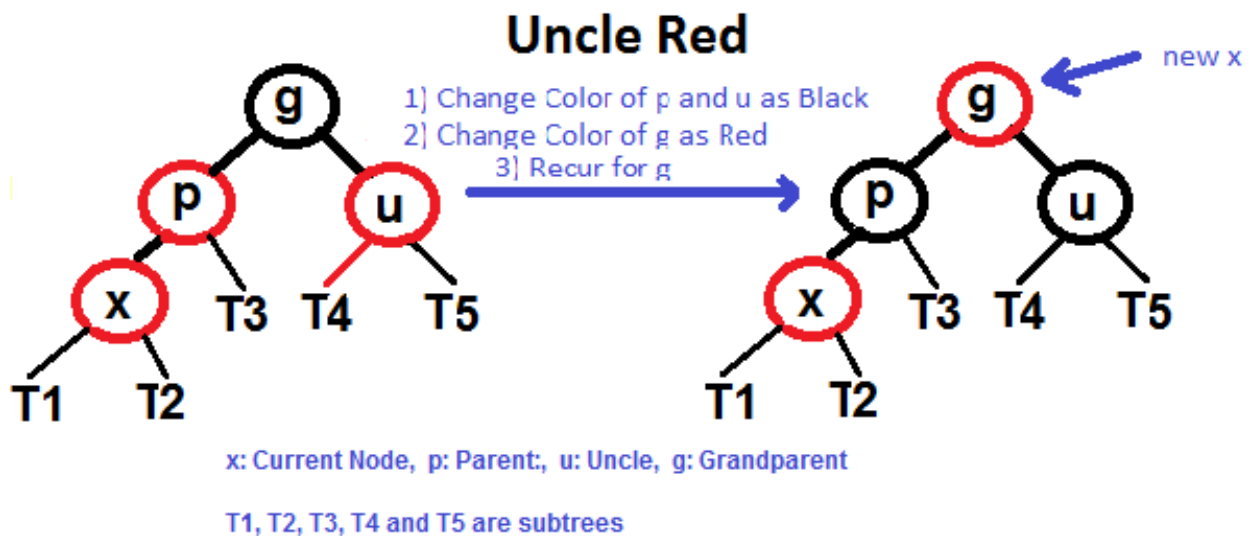 Uncle Red
1) Change Color of p and u as Black
2) Change Color of g as Red
3) Recur for g
new x
g
p
u
x
T3
T4
T5
T1
T2
g
p
u
x
T3
T4
T5
T1
T2
x: Current Node, p: Parent:, u: Uncle, g: Grandparent
T1, T2, T3, T4 and T5 are subtrees